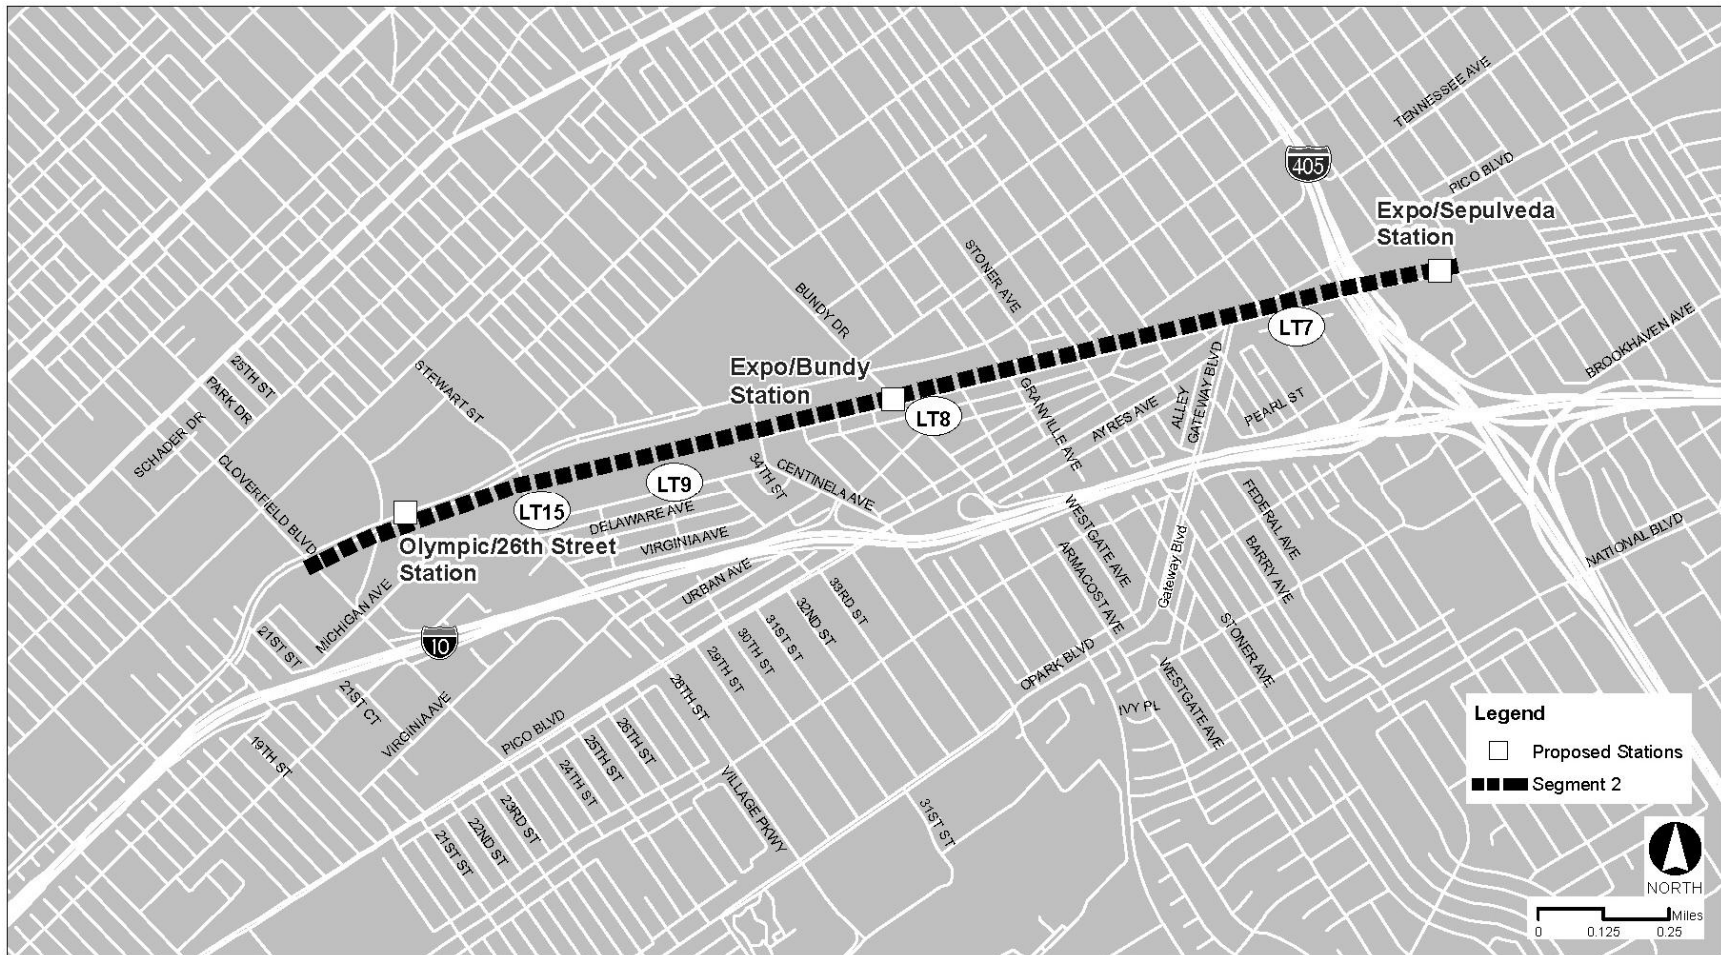 TENNESSEE AVE
405
PICO BLVD
Expo/Sepulveda
Station
STONER AVE
BUNDY DR
LT7
BROOKHAVEN AVE
25TH ST
PARK DR
SCHADER DR
STEWART ST
Expo/Bundy
Station
LT8
GRANVILLE AVE
AYRES AVE
ALLEY
GATEWAY BLVD
PEARL ST
CLOVERFIELD BLVD
LT15
LT9
34TH ST
CENTINELA AVE
DELAWARE AVE
VIRGINIA AVE
Olympic/26th Street
Station
URBAN AVE
WESTGATE AVE
ARMACOST AVE
Gateway Blvd
FEDERAL AVE
BARRY AVE
NATIONAL BLVD
MICHIGAN AVE
10
21ST ST
21ST CT
VIRGINIA AVE
19TH ST
33RD ST
32ND ST
31ST ST
30TH ST
29TH ST
28TH ST
PICO BLVD
26TH ST
25TH ST
24TH ST
23RD ST
22ND ST
21ST ST
VILLAGE PKWY
31ST ST
OPARK BLVD
IVY PL
WESTGATE AVE
STONER AVE
Legend
Proposed Stations
Segment 2
NORTH
Miles
0 0.125 0.25